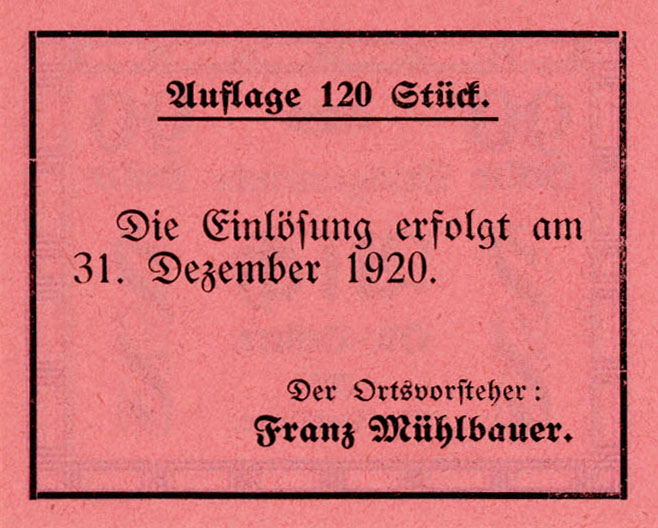 Auflage 120 Stück.
Die Einlösung erfolgt am
31. Dezember 1920.
Der Ortsvorsteher:
Franz Mühlbauer.